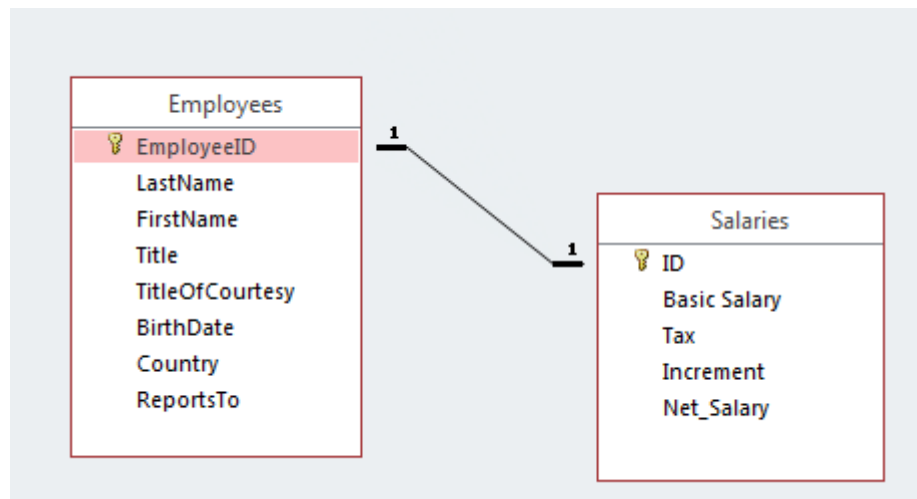 Employees
EmployeeID
LastName
FirstName
Title
TitleOfCourtesy
BirthDate
Country
ReportsTo
1
1
Salaries
ID
Basic Salary
Tax
Increment
Net_Salary